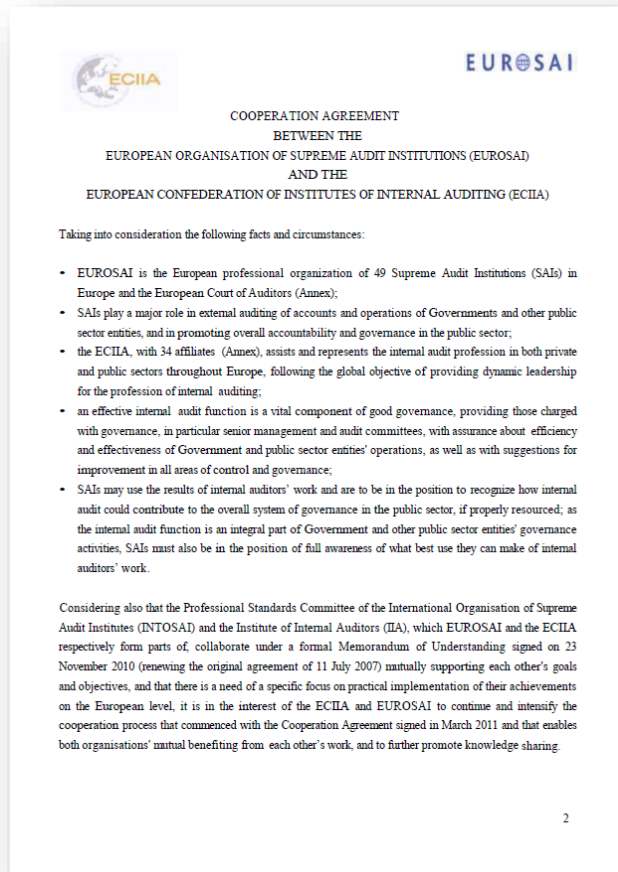 ECIIA
EUROSAI
COOPERATION AGREEMENT
BETWEEN THE
EUROPEAN ORGANISATION OF SUPREME AUDIT INSTITUTIONS (EUROSAI)
AND THE
EUROPEAN CONFEDERATION OF INSTITUTES OF INTERNAL AUDITING (ECIIA)
Taking into consideration the following facts and circumstances:
• EUROSAI is the European professional organization of 49 Supreme Audit Institutions (SAIs) in
Europe and the European Court of Auditors (Annex);
• SAIs play a major role in external auditing of accounts and operations of Governments and other public
sector entities, and in promoting overall accountability and governance in the public sector;
• the ECIIA, with 34 affiliates (Annex), assists and represents the internal audit profession in both private
and public sectors throughout Europe, following the global objective of providing dynamic leadership
for the profession of internal auditing;
• an effective internal audit function is a vital component of good governance, providing those charged
with governance, in particular senior management and audit committees, with assurance about efficiency
and effectiveness of Government and public sector entities' operations, as well as with suggestions for
improvement in all areas of control and governance;
• SAIs may use the results of internal auditors' work and are to be in the position to recognize how internal
audit could contribute to the overall system of governance in the public sector, if properly resourced; as
the internal audit function is an integral part of Government and other public sector entities' governance
activities, SAIs must also be in the position of full awareness of what best use they can make of internal
auditors' work.
Considering also that the Professional Standards Committee of the International Organisation of Supreme
Audit Institutes (INTOSAI) and the Institute of Internal Auditors (IIA), which EUROSAI and the ECIIA
respectively form parts of, collaborate under a formal Memorandum of Understanding signed on 23
November 2010 (renewing the original agreement of 11 July 2007) mutually supporting each other's goals
and objectives, and that there is a need of a specific focus on practical implementation of their achievements
on the European level, it is in the interest of the ECIIA and EUROSAI to continue and intensify the
cooperation process that commenced with the Cooperation Agreement signed in March 2011 and that enables
both organisations' mutual benefiting from each other's work, and to further promote knowledge sharing.
2